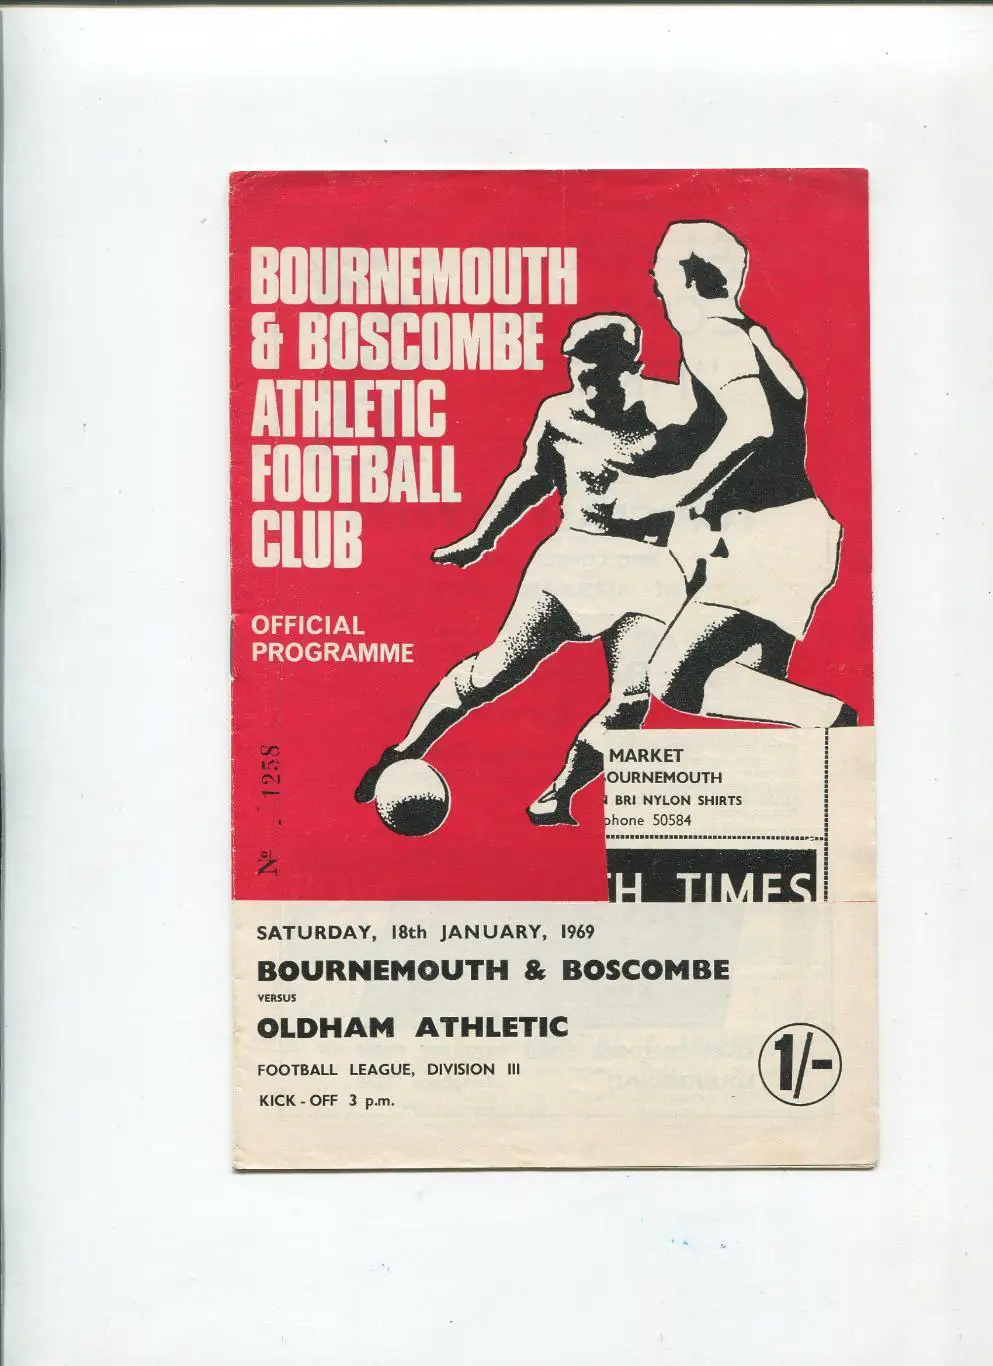 BOURNEMOUTH
& BOSCOMBE
ATHLETIC
FOOTBALL
CLUB
OFFICIAL
PROGRAMME
Nº - 1258
MARKET
OURNEMOUTH
N BRI NYLON SHIRTS
phone 50584
TH TIMES
SATURDAY, 18th JANUARY, 1969
BOURNEMOUTH & BOSCOMBE
VERSUS
OLDHAM ATHLETIC
FOOTBALL LEAGUE, DIVISION III
KICK-OFF 3 p.m.
1/-